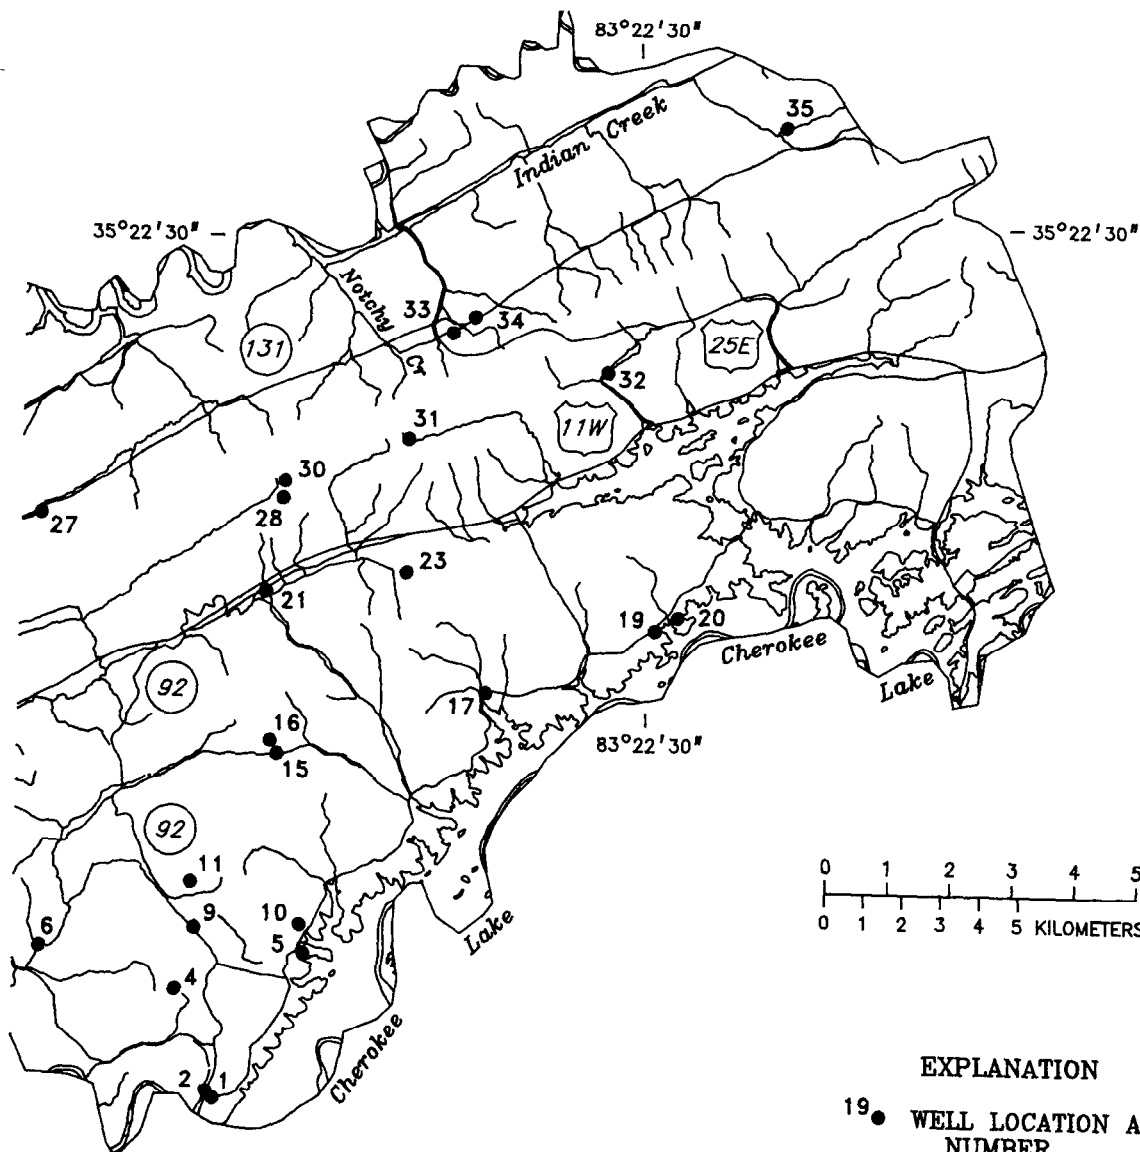 83°22'30"
35
Indian Creek
35°22'30"
35°22'30"
Notchy Cr
33
34
131
25E
32
31
11W
30
28
27
23
21
19
20
Cherokee Lake
92
17
16
83°22'30"
15
92
11
0 1 2 3 4 5
0 1 2 3 4 5 KILOMETERS
10
9
6
5
Lake
4
Cherokee
2 1
EXPLANATION
19 WELL LOCATION A
NUMBER